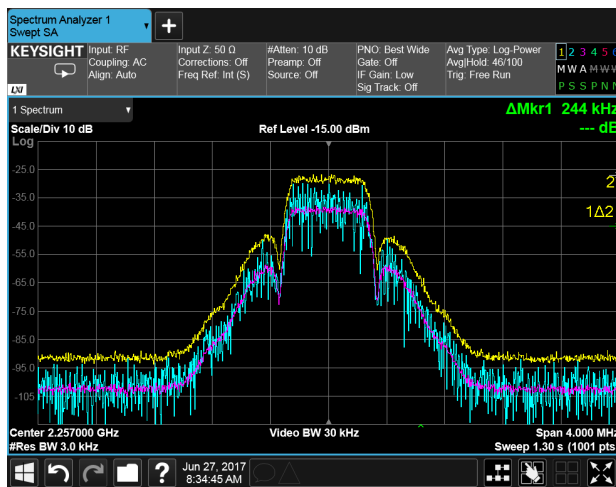 Spectrum Analyzer 1
Swept SA
+
KEYSIGHT
LXI
Input: RF
Coupling: AC
Align: Auto
Input Z: 50 Ω
Corrections: Off
Freq Ref: Int (S)
#Atten: 10 dB
Preamp: Off
Source: Off
PNO: Best Wide
Gate: Off
IF Gain: Low
Sig Track: Off
Avg Type: Log-Power
Avg|Hold: 46/100
Trig: Free Run
1 2 3 4 5 6
M W A M W W
P S S P N N
1 Spectrum
ΔMkr1 244 kHz
Scale/Div 10 dB
Ref Level -15.00 dBm
--- dB
Log
-25.0
-35.0
-45.0
-55.0
-65.0
-75.0
-85.0
-95.0
-105
2
1Δ2
Center 2.257000 GHz
Video BW 30 kHz
Span 4.000 MHz
#Res BW 3.0 kHz
Sweep 1.30 s (1001 pts
?
Jun 27, 2017
8:34:45 AM